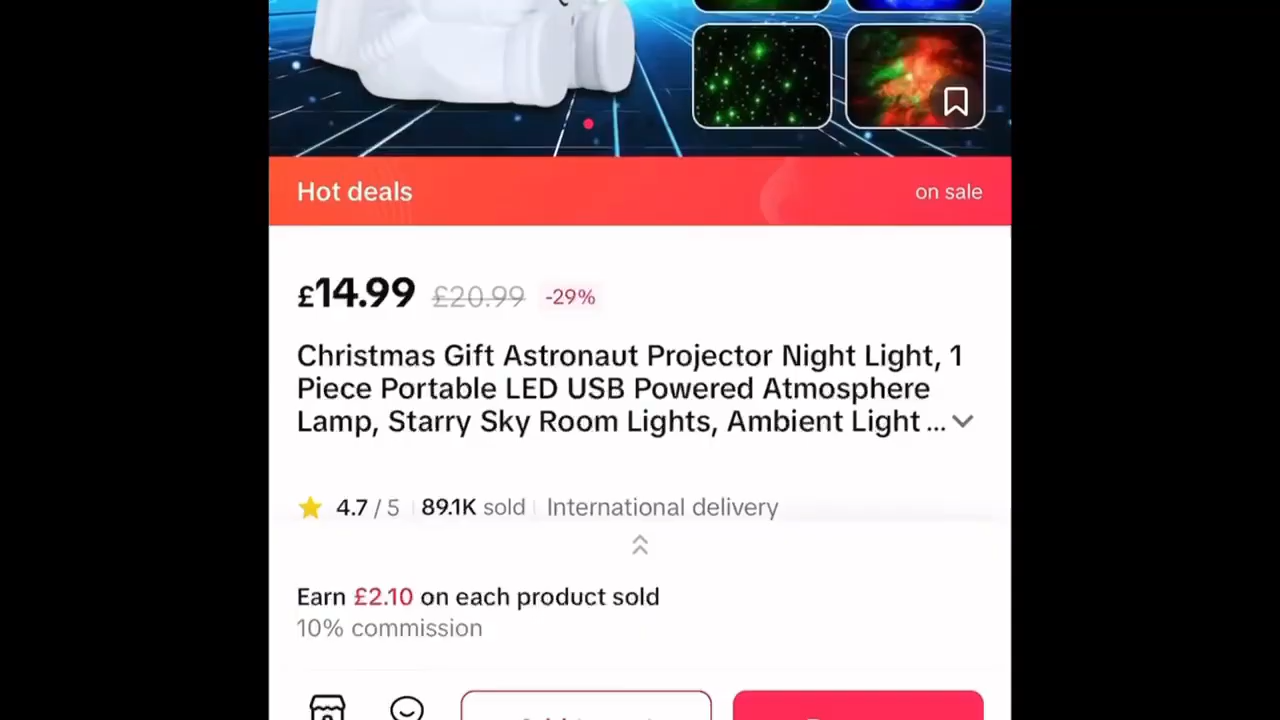 Hot deals
on sale
£14.99 £20.99 -29%
Christmas Gift Astronaut Projector Night Light, 1
Piece Portable LED USB Powered Atmosphere
Lamp, Starry Sky Room Lights, Ambient Light ...
4.7 / 5 89.1K sold International delivery
Earn £2.10 on each product sold
10% commission